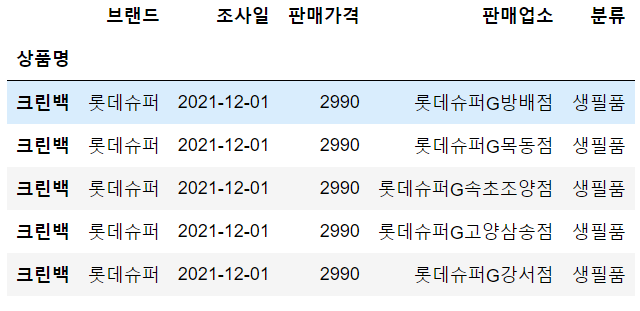 브랜드 조사일 판매가격 판매업소 분류
상품명
크린백 롯데슈퍼 2021-12-01 2990 롯데슈퍼G방배점 생필품
크린백 롯데슈퍼 2021-12-01 2990 롯데슈퍼G목동점 생필품
크린백 롯데슈퍼 2021-12-01 2990 롯데슈퍼G속초조양점 생필품
크린백 롯데슈퍼 2021-12-01 2990 롯데슈퍼G고양삼송점 생필품
크린백 롯데슈퍼 2021-12-01 2990 롯데슈퍼G강서점 생필품